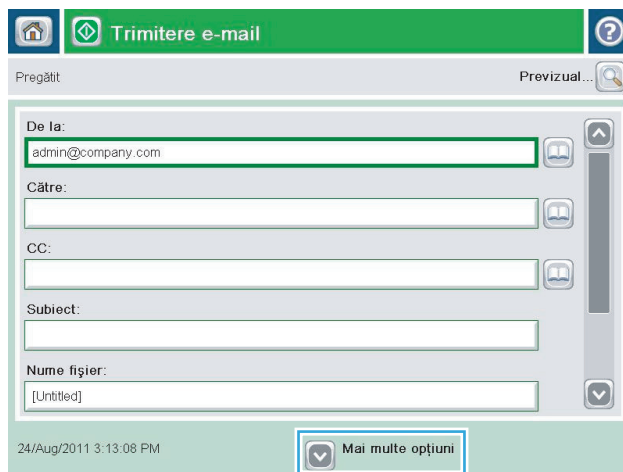 Trimitere e-mail
?
Pregătit
Previzual...
De la:
admin@company.com
Către:
CC:
Subiect:
Nume fişier:
[Untitled]
24/Aug/2011 3:13:08 PM
Mai multe opţiuni